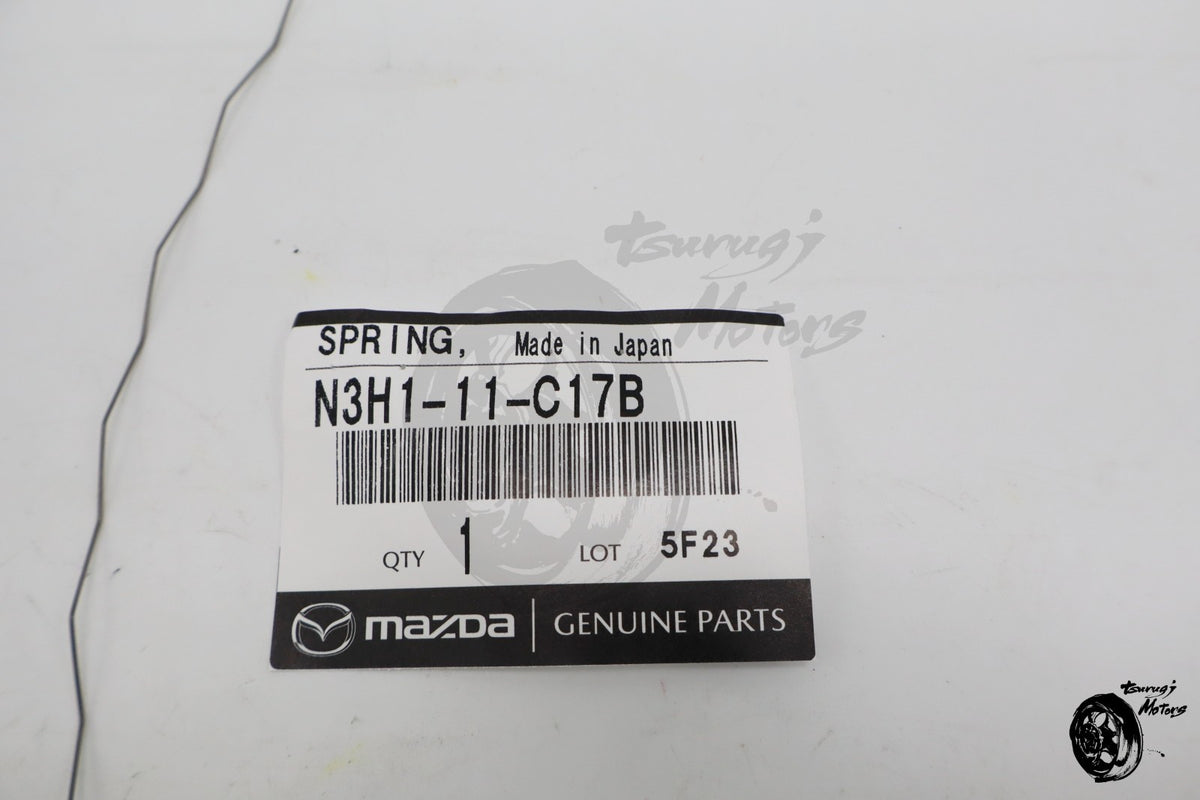 Tsurugi
Motors
SPRING, Made in Japan
N3H1-11-C17B
QTY 1 LOT 5F23
mazDa GENUINE PARTS
Tsurugi
Motors